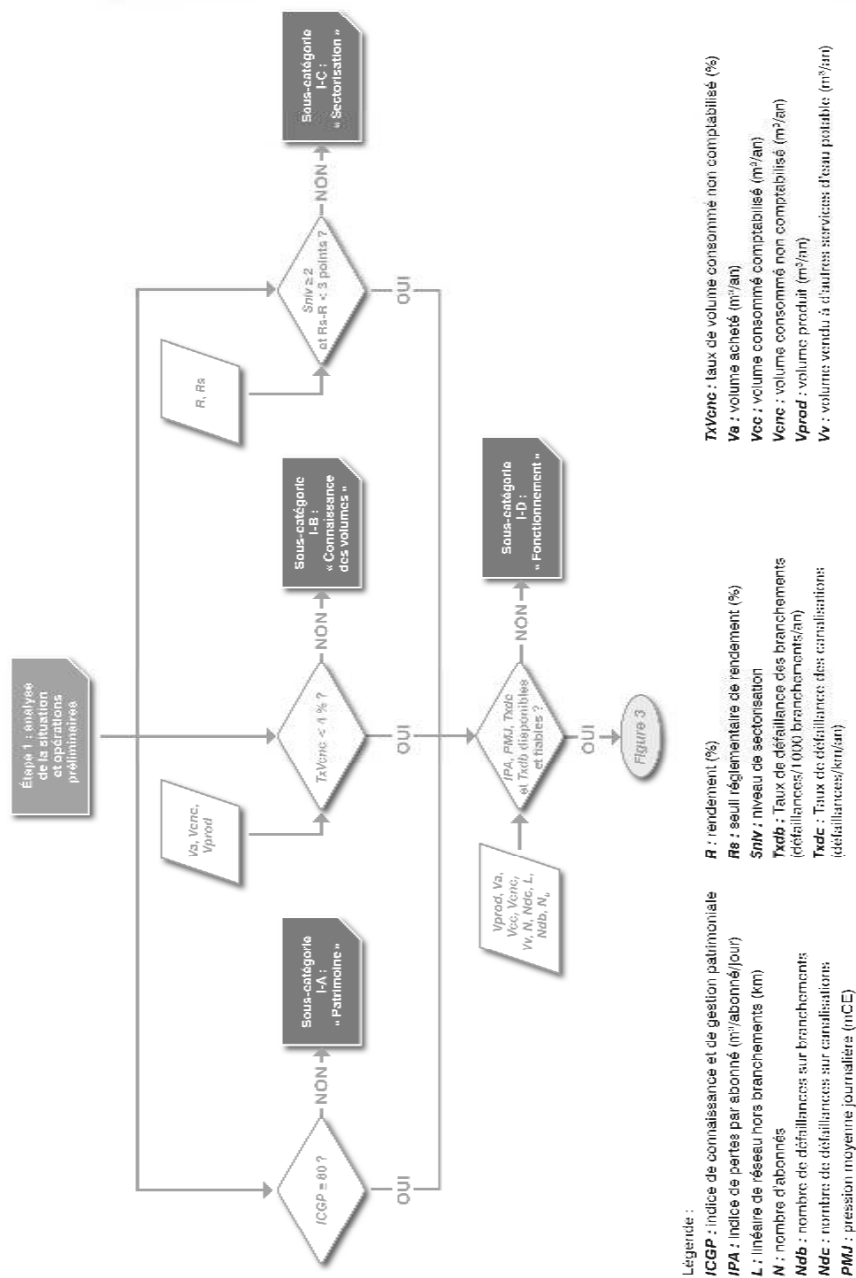 Étape 1 : analyse
de la situation
et opérations
préliminaires
ICGP ≥ 80 ?
NON
Sous-catégorie
I-A :
« Patrimoine »
OUI
Va, Vcnc,
Vprod
TxVcnc < 4 % ?
NON
Sous-catégorie
I-B :
« Connaissance
des volumes »
OUI
R, Rs
Sniv ≥ 2
et Rs-R < 3 points ?
NON
Sous-catégorie
I-C :
« Sectorisation »
OUI
Vprod, Va,
Vcc, Vcnc,
Vv, N, Ndc, L,
Ndb, Nb
IPA, PMJ, Txdc
et Txdb disponibles
et fiables ?
NON
Sous-catégorie
I-D :
« Fonctionnement »
OUI
Figure 3
Légende :
ICGP : indice de connaissance et de gestion patrimoniale
IPA : indice de pertes par abonné (m³/abonné/jour)
L : linéaire de réseau hors branchements (km)
N : nombre d'abonnés
Ndb : nombre de défaillances sur branchements
Ndc : nombre de défaillances sur canalisations
PMJ : pression moyenne journalière (mCE)
R : rendement (%)
Rs : seuil réglementaire de rendement (%)
Sniv : niveau de sectorisation
Txdb : Taux de défaillance des branchements
(défaillances/1000 branchements/an)
Txdc : Taux de défaillance des canalisations
(défaillances/km/an)
TxVcnc : taux de volume consommé non comptabilisé (%)
Va : volume acheté (m³/an)
Vcc : volume consommé comptabilisé (m³/an)
Vcnc : volume consommé non comptabilisé (m³/an)
Vprod : volume produit (m³/an)
Vv : volume vendu à d'autres services d'eau potable (m³/an)